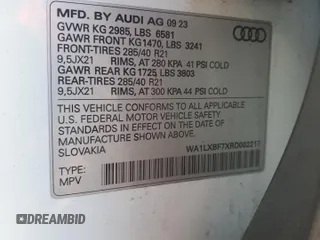 MFD. BY AUDI AG 09 23
GVWR KG 2985, LBS 6581
GAWR FRONT KG1470, LBS 3241
FRONT-TIRES 285/40 R21
9,5JX21 RIMS, AT 280 KPA 41 PSI COLD
GAWR REAR KG 1725, LBS 3803
REAR-TIRES 285/40 R21
9,5JX21 RIMS, AT 300 KPA 44 PSI COLD
THIS VEHICLE CONFORMS TO ALL APPLICABLE
U.S. FEDERAL MOTOR VEHICLE SAFETY
STANDARDS IN EFFECT ON THE DATE OF
MANUFACTURE SHOWN ABOVE.
SLOVAKIA WA1LXBF7XRD002217
TYPE:
MPV
DREAMBID